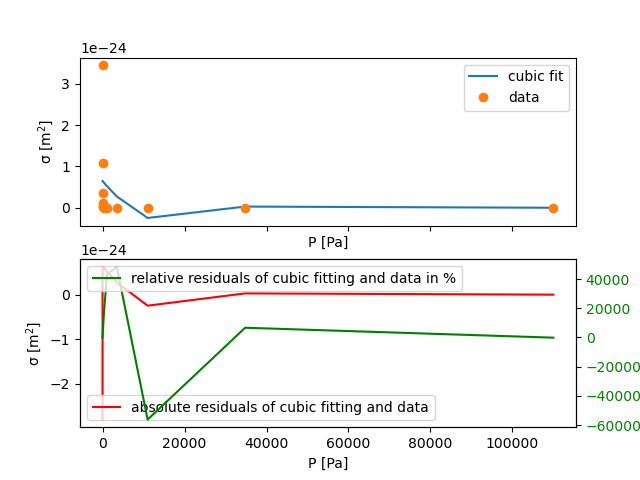 1e−24
3
2
1
0
σ [m²]
cubic fit
data
P [Pa]
1e−24
0
−1
−2
σ [m²]
relative residuals of cubic fitting and data in %
absolute residuals of cubic fitting and data
40000
20000
0
−20000
−40000
−60000
0 20000 40000 60000 80000 100000
P [Pa]